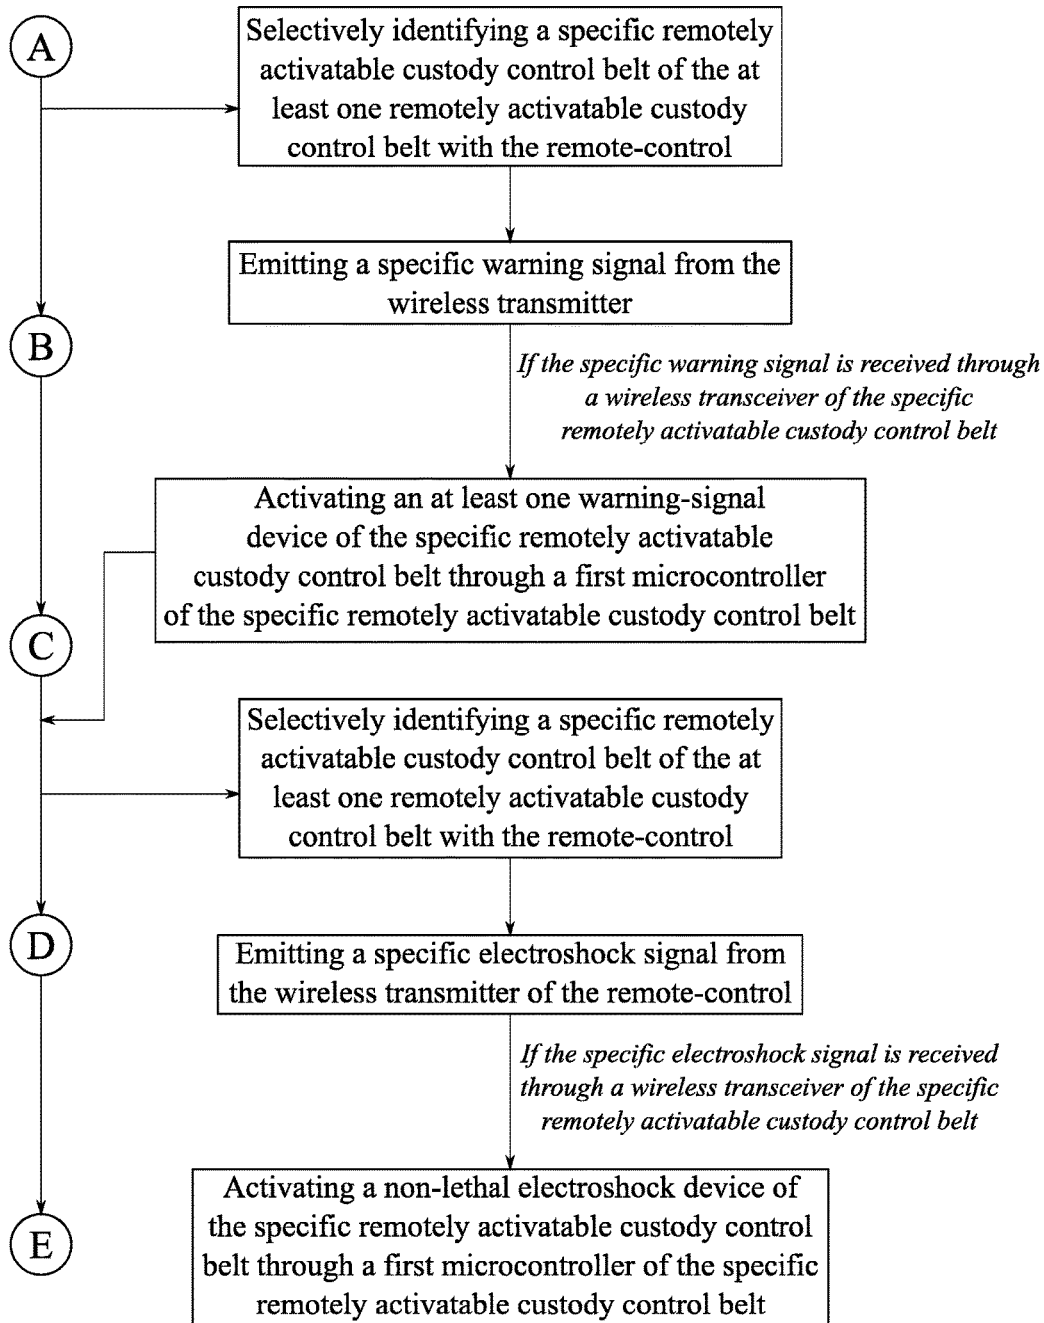 A
Selectively identifying a specific remotely
activatable custody control belt of the at
least one remotely activatable custody
control belt with the remote-control
Emitting a specific warning signal from the
wireless transmitter
B
If the specific warning signal is received through
a wireless transceiver of the specific
remotely activatable custody control belt
Activating an at least one warning-signal
device of the specific remotely activatable
custody control belt through a first microcontroller
of the specific remotely activatable custody control belt
C
Selectively identifying a specific remotely
activatable custody control belt of the at
least one remotely activatable custody
control belt with the remote-control
D
Emitting a specific electroshock signal from
the wireless transmitter of the remote-control
If the specific electroshock signal is received
through a wireless transceiver of the specific
remotely activatable custody control belt
Activating a non-lethal electroshock device of
the specific remotely activatable custody control
belt through a first microcontroller of the specific
remotely activatable custody control belt
E